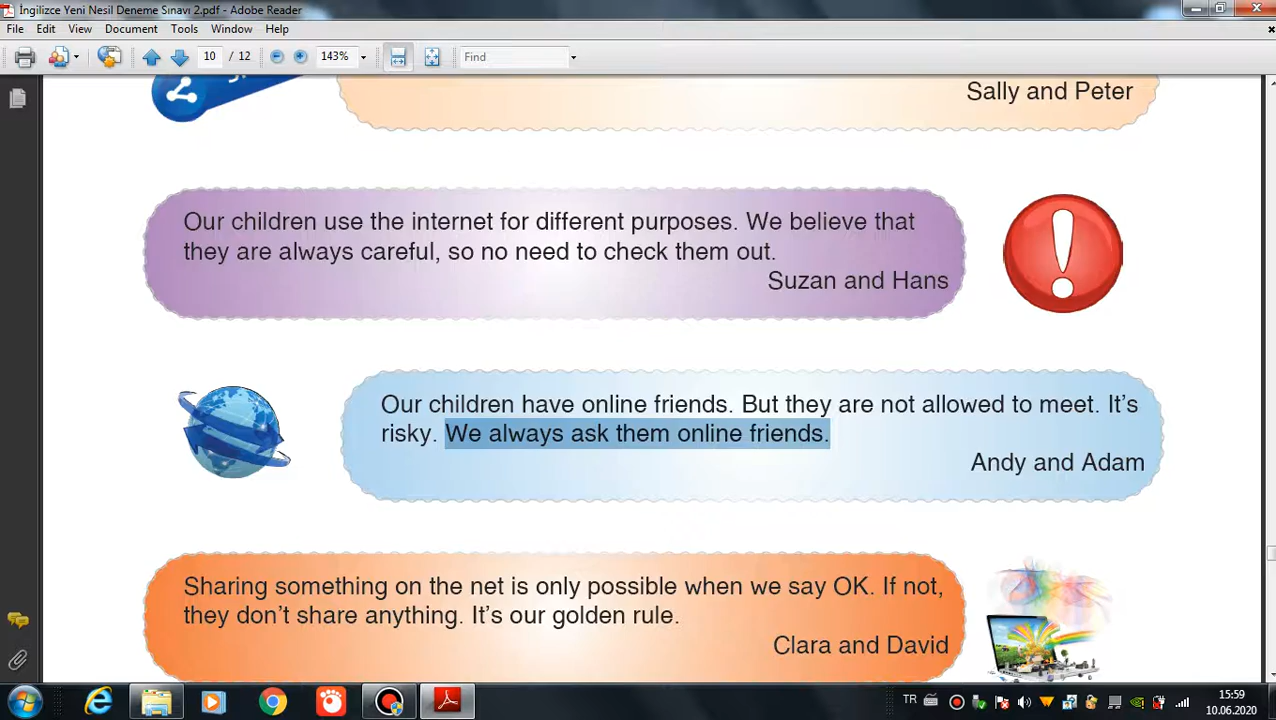 İngilizce Yeni Nesil Deneme Sınavı 2.pdf - Adobe Reader
File Edit View Document Tools Window Help
10 / 12 143% Find
Sally and Peter
Our children use the internet for different purposes. We believe that
they are always careful, so no need to check them out.
Suzan and Hans
Our children have online friends. But they are not allowed to meet. It’s
risky. We always ask them online friends.
Andy and Adam
Sharing something on the net is only possible when we say OK. If not,
they don’t share anything. It’s our golden rule.
Clara and David
TR
15:59
10.06.2020